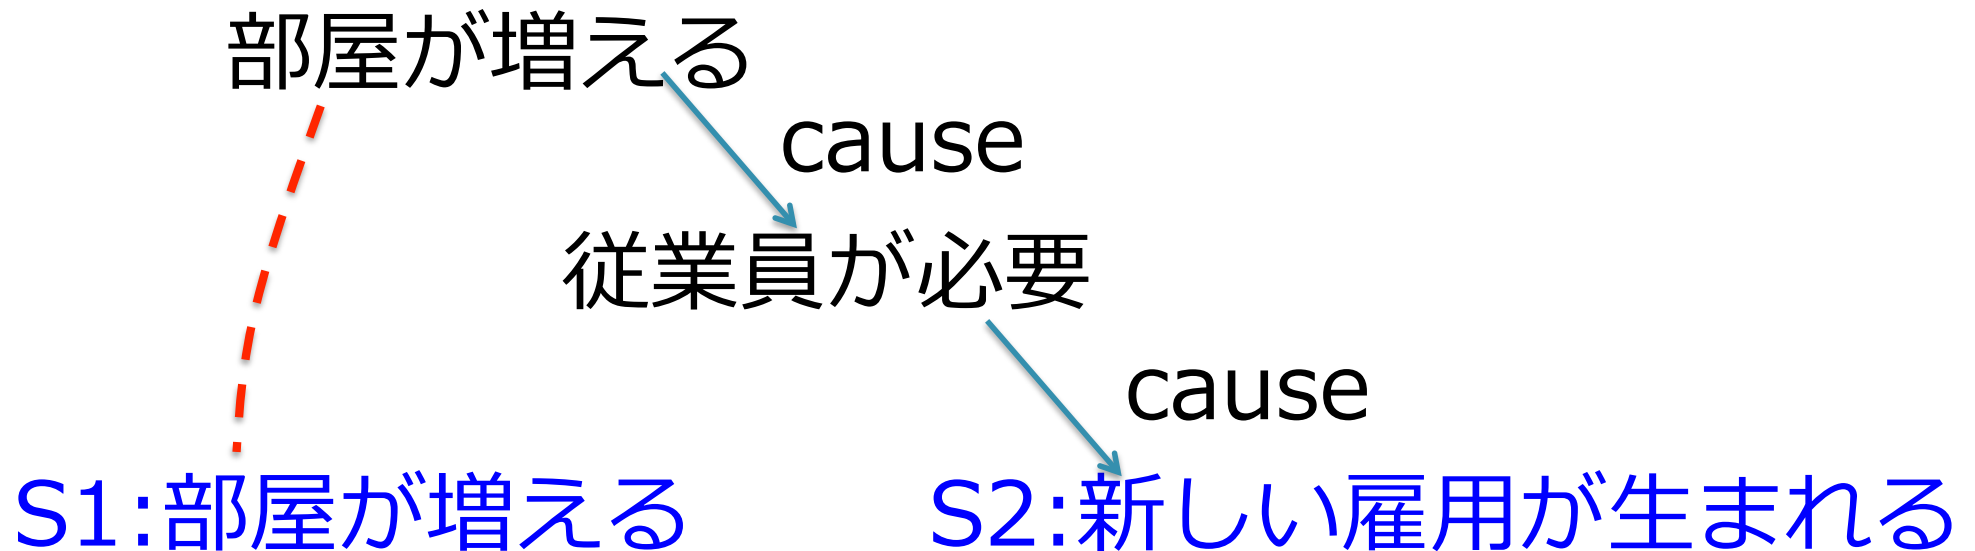 部屋が増える
cause
従業員が必要
cause
S1:部屋が増える
S2:新しい雇用が生まれる